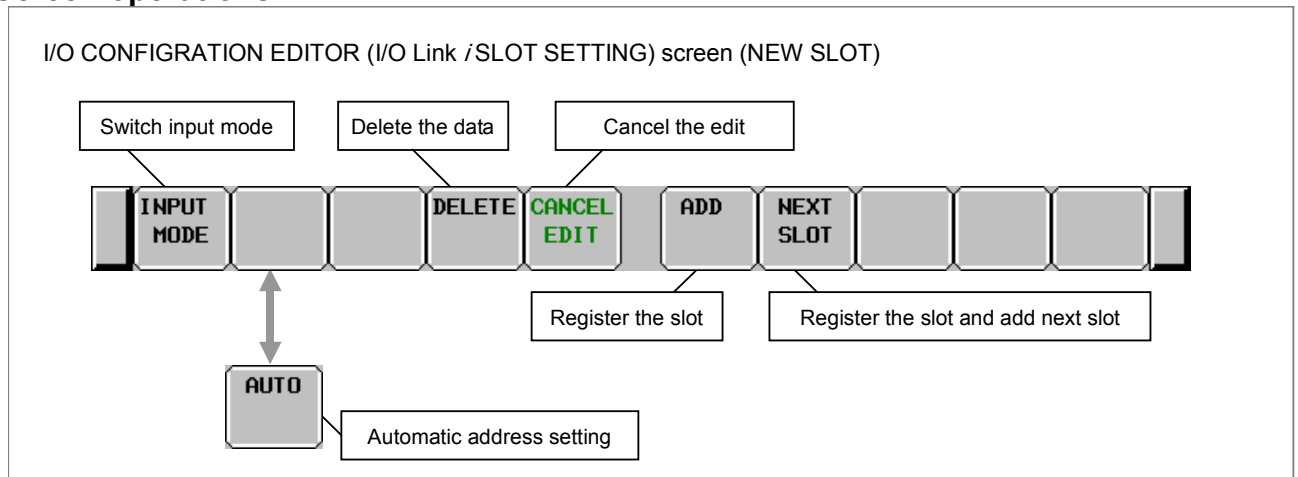 I/O CONFIGRATION EDITOR (I/O Link i SLOT SETTING) screen (NEW SLOT)
Switch input mode
Delete the data
Cancel the edit
INPUT
MODE
DELETE
CANCEL
EDIT
ADD
NEXT
SLOT
Register the slot
Register the slot and add next slot
AUTO
Automatic address setting